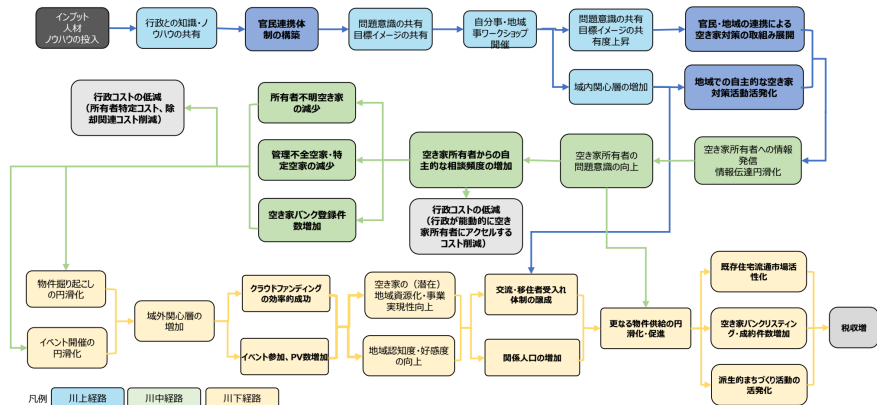 インプット
人材
ノウハウの投入
行政との知識・ノ
ウハウの共有
官民連携体
制の構築
問題意識の共有
目標イメージの共有
自分事・地域
事ワークショップ
開催
問題意識の共有
目標イメージの共
有度上昇
官民・地域の連携による
空き家対策の取組み展開
域内関心層の増加
地域での自主的な空き家
対策活動活発化
行政コストの低減
（所有者特定コスト、除
却関連コスト削減）
所有者不明空き家
の減少
管理不全空家・特
定空家の減少
空き家バンク登録件
数増加
空き家所有者からの自
主的な相談頻度の増加
空き家所有者の
問題意識の向上
空き家所有者への情報
発信
情報伝達円滑化
行政コストの低減
（行政が能動的に空き
家所有者にアクセルする
コスト削減）
物件掘り起こし
の円滑化
イベント開催の
円滑化
域外関心層の
増加
クラウドファンディング
の効率的成功
イベント参加、PV数増加
空き家の（潜在）
地域資源化・事業
実現性向上
地域認知度・好感度
の向上
交流・移住者受入れ
体制の醸成
関係人口の増加
更なる物件供給の円
滑化・促進
既存住宅流通市場活
性化
空き家バンクリスティン
グ・成約件数増加
派生的まちづくり活動の
活発化
税収増
凡例
川上経路
川中経路
川下経路